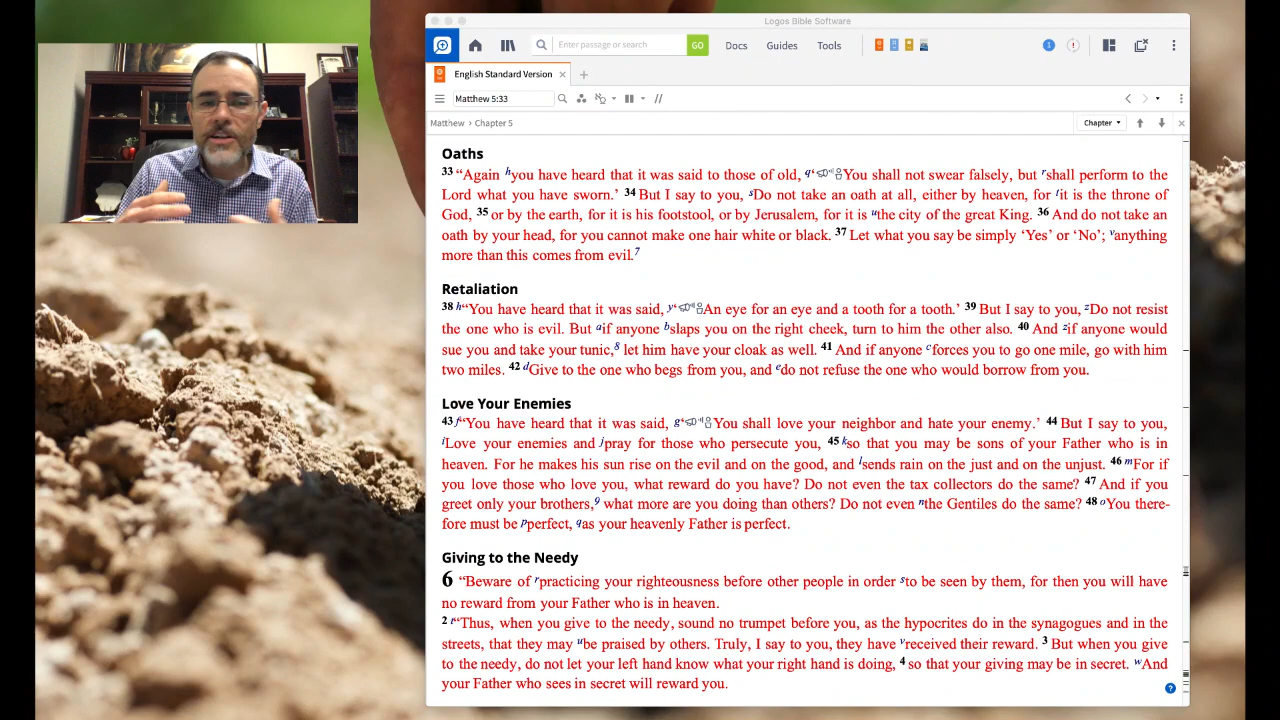 Logos Bible Software
Enter passage or search GO Docs Guides Tools 1
English Standard Version
Matthew 5:33
Matthew > Chapter 5 Chapter
Oaths
33 “Again h you have heard that it was said to those of old, q ‘You shall not swear falsely, but r shall perform to the
Lord what you have sworn.’ 34 But I say to you, s Do not take an oath at all, either by heaven, for t it is the throne of
God, 35 or by the earth, for it is his footstool, or by Jerusalem, for it is u the city of the great King. 36 And do not take an
oath by your head, for you cannot make one hair white or black. 37 Let what you say be simply ‘Yes’ or ‘No’; v anything
more than this comes from evil. 7
Retaliation
38 h “You have heard that it was said, y ‘An eye for an eye and a tooth for a tooth.’ 39 But I say to you, z Do not resist
the one who is evil. But a if anyone b slaps you on the right cheek, turn to him the other also. 40 And z if anyone would
sue you and take your tunic, 8 let him have your cloak as well. 41 And if anyone c forces you to go one mile, go with him
two miles. 42 d Give to the one who begs from you, and e do not refuse the one who would borrow from you.
Love Your Enemies
43 f “You have heard that it was said, g ‘You shall love your neighbor and hate your enemy.’ 44 But I say to you,
i Love your enemies and j pray for those who persecute you, 45 k so that you may be sons of your Father who is in
heaven. For he makes his sun rise on the evil and on the good, and l sends rain on the just and on the unjust. 46 m For if
you love those who love you, what reward do you have? Do not even the tax collectors do the same? 47 And if you
greet only your brothers, 9 what more are you doing than others? Do not even n the Gentiles do the same? 48 o You there-
fore must be p perfect, q as your heavenly Father is perfect.
Giving to the Needy
6 “Beware of r practicing your righteousness before other people in order s to be seen by them, for then you will have
no reward from your Father who is in heaven.
2 t “Thus, when you give to the needy, sound no trumpet before you, as the hypocrites do in the synagogues and in the
streets, that they may u be praised by others. Truly, I say to you, they have v received their reward. 3 But when you give
to the needy, do not let your left hand know what your right hand is doing, 4 so that your giving may be in secret. w And
your Father who sees in secret will reward you.